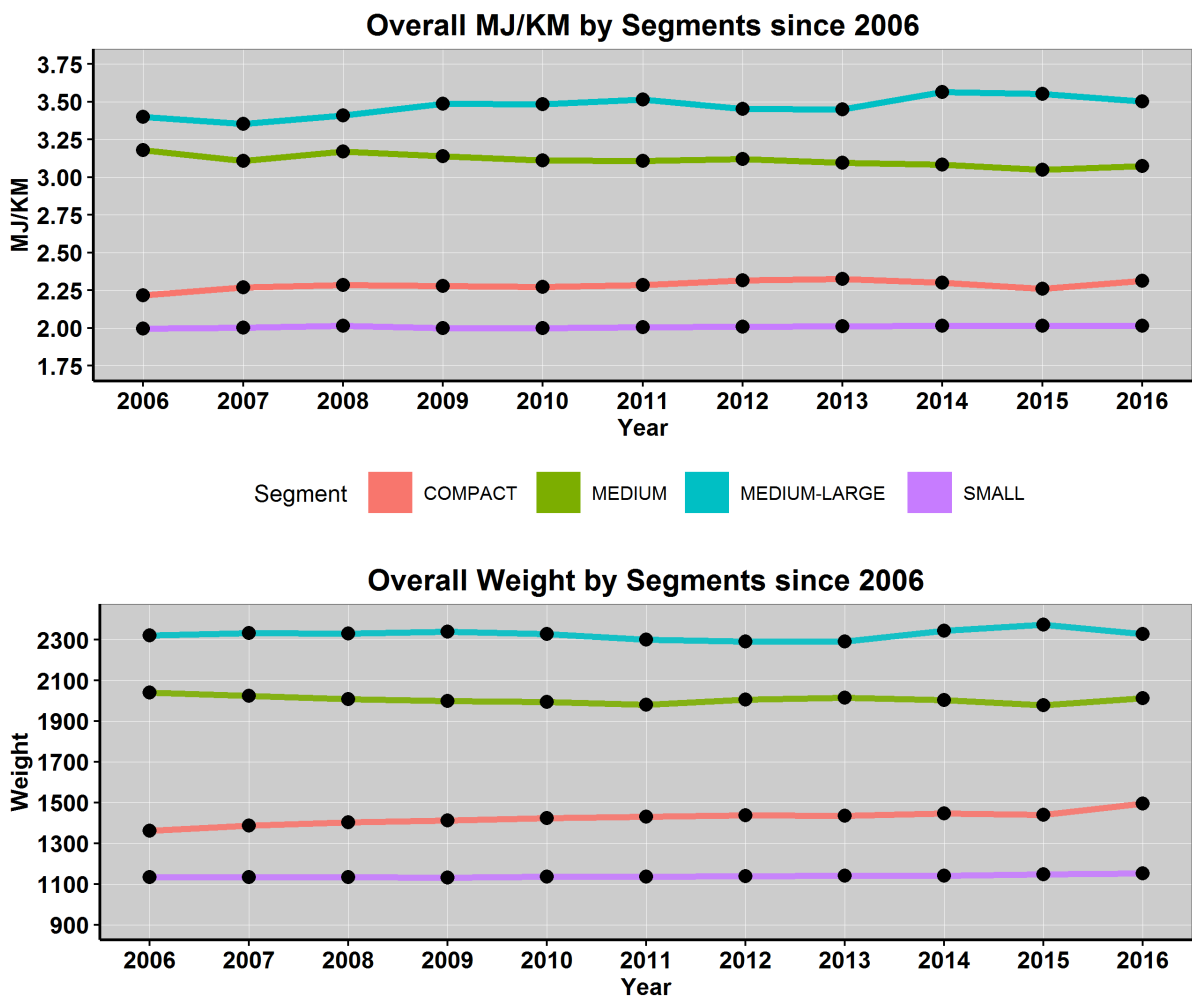 Overall MJ/KM by Segments since 2006
3.75
3.50
3.25
3.00
2.75
2.50
2.25
2.00
1.75
MJ/KM
2006 2007 2008 2009 2010 2011 2012 2013 2014 2015 2016
Year
Segment COMPACT MEDIUM MEDIUM-LARGE SMALL
Overall Weight by Segments since 2006
2300
2100
1900
1700
1500
1300
1100
900
Weight
2006 2007 2008 2009 2010 2011 2012 2013 2014 2015 2016
Year